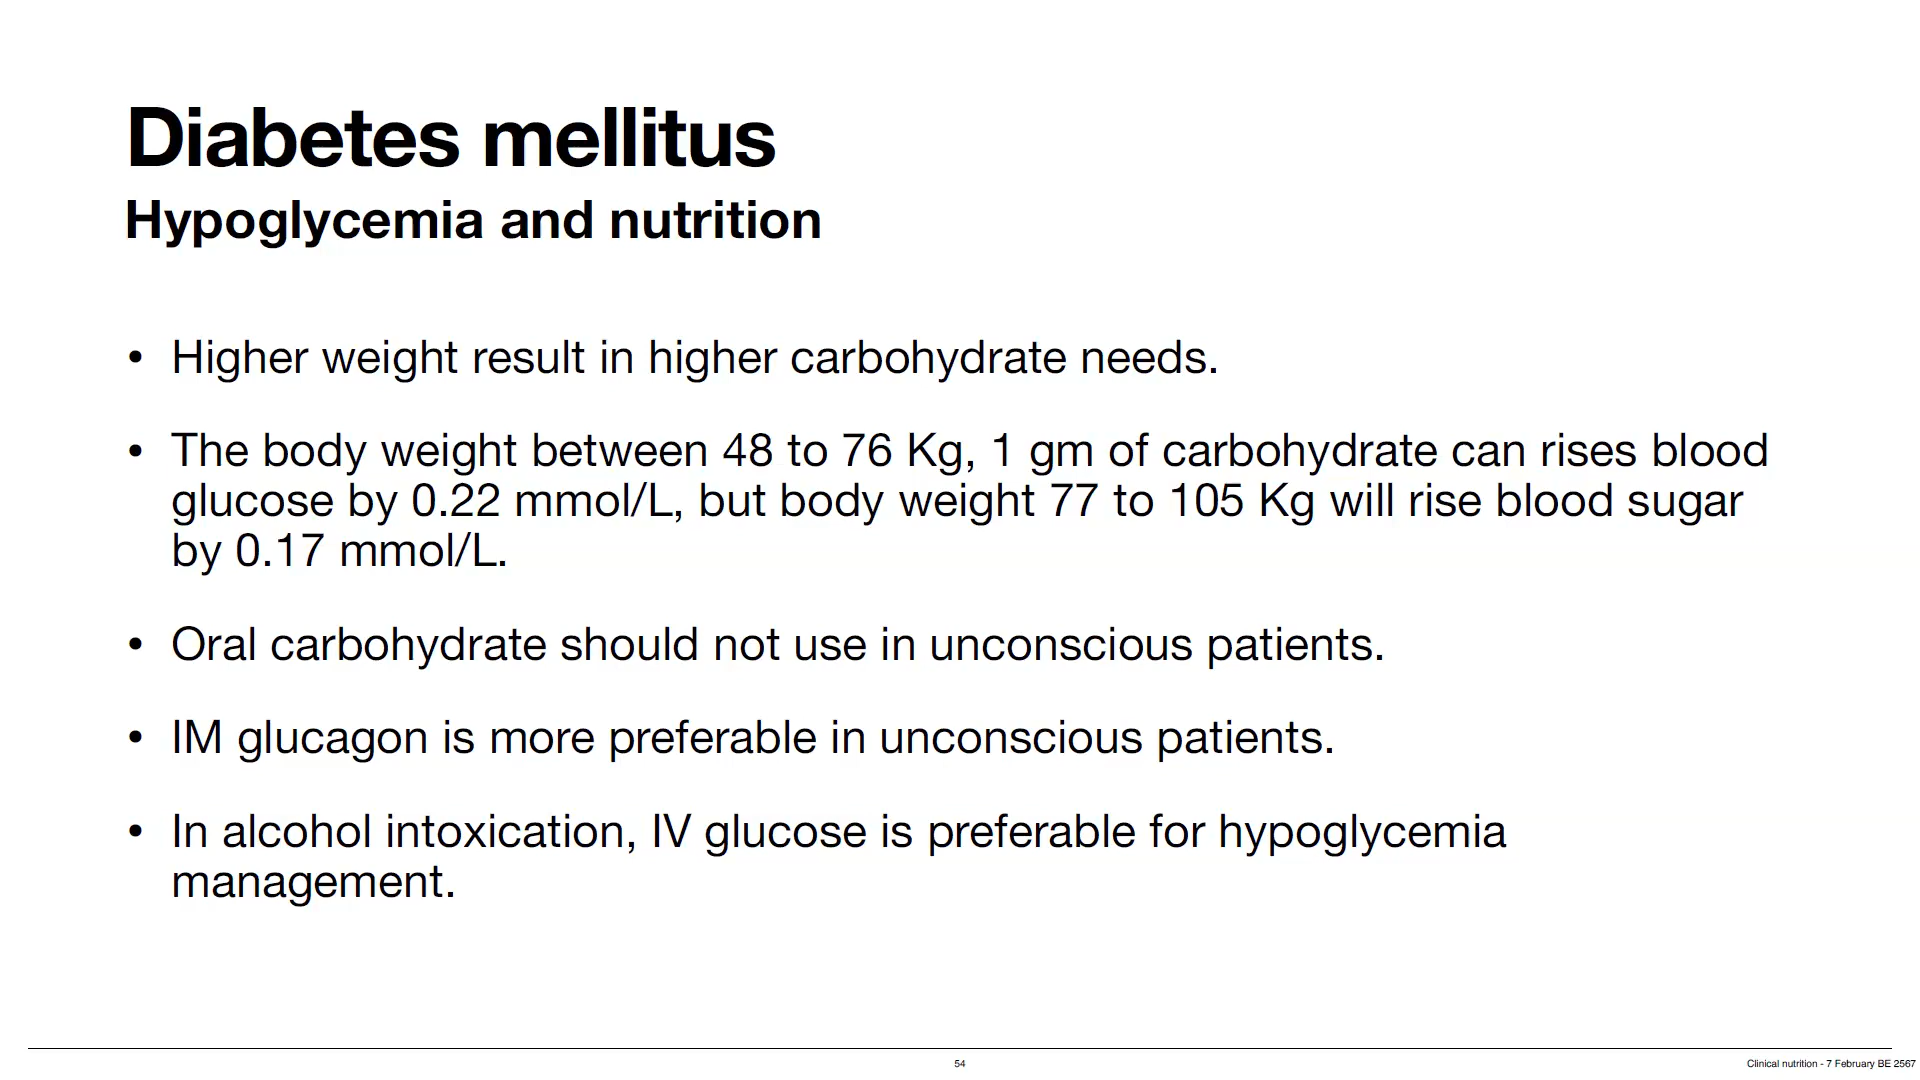 Diabetes mellitus
Hypoglycemia and nutrition
• Higher weight result in higher carbohydrate needs.
• The body weight between 48 to 76 Kg, 1 gm of carbohydrate can rises blood
glucose by 0.22 mmol/L, but body weight 77 to 105 Kg will rise blood sugar
by 0.17 mmol/L.
• Oral carbohydrate should not use in unconscious patients.
• IM glucagon is more preferable in unconscious patients.
• In alcohol intoxication, IV glucose is preferable for hypoglycemia
management.
54
Clinical nutrition - 7 February BE 2567